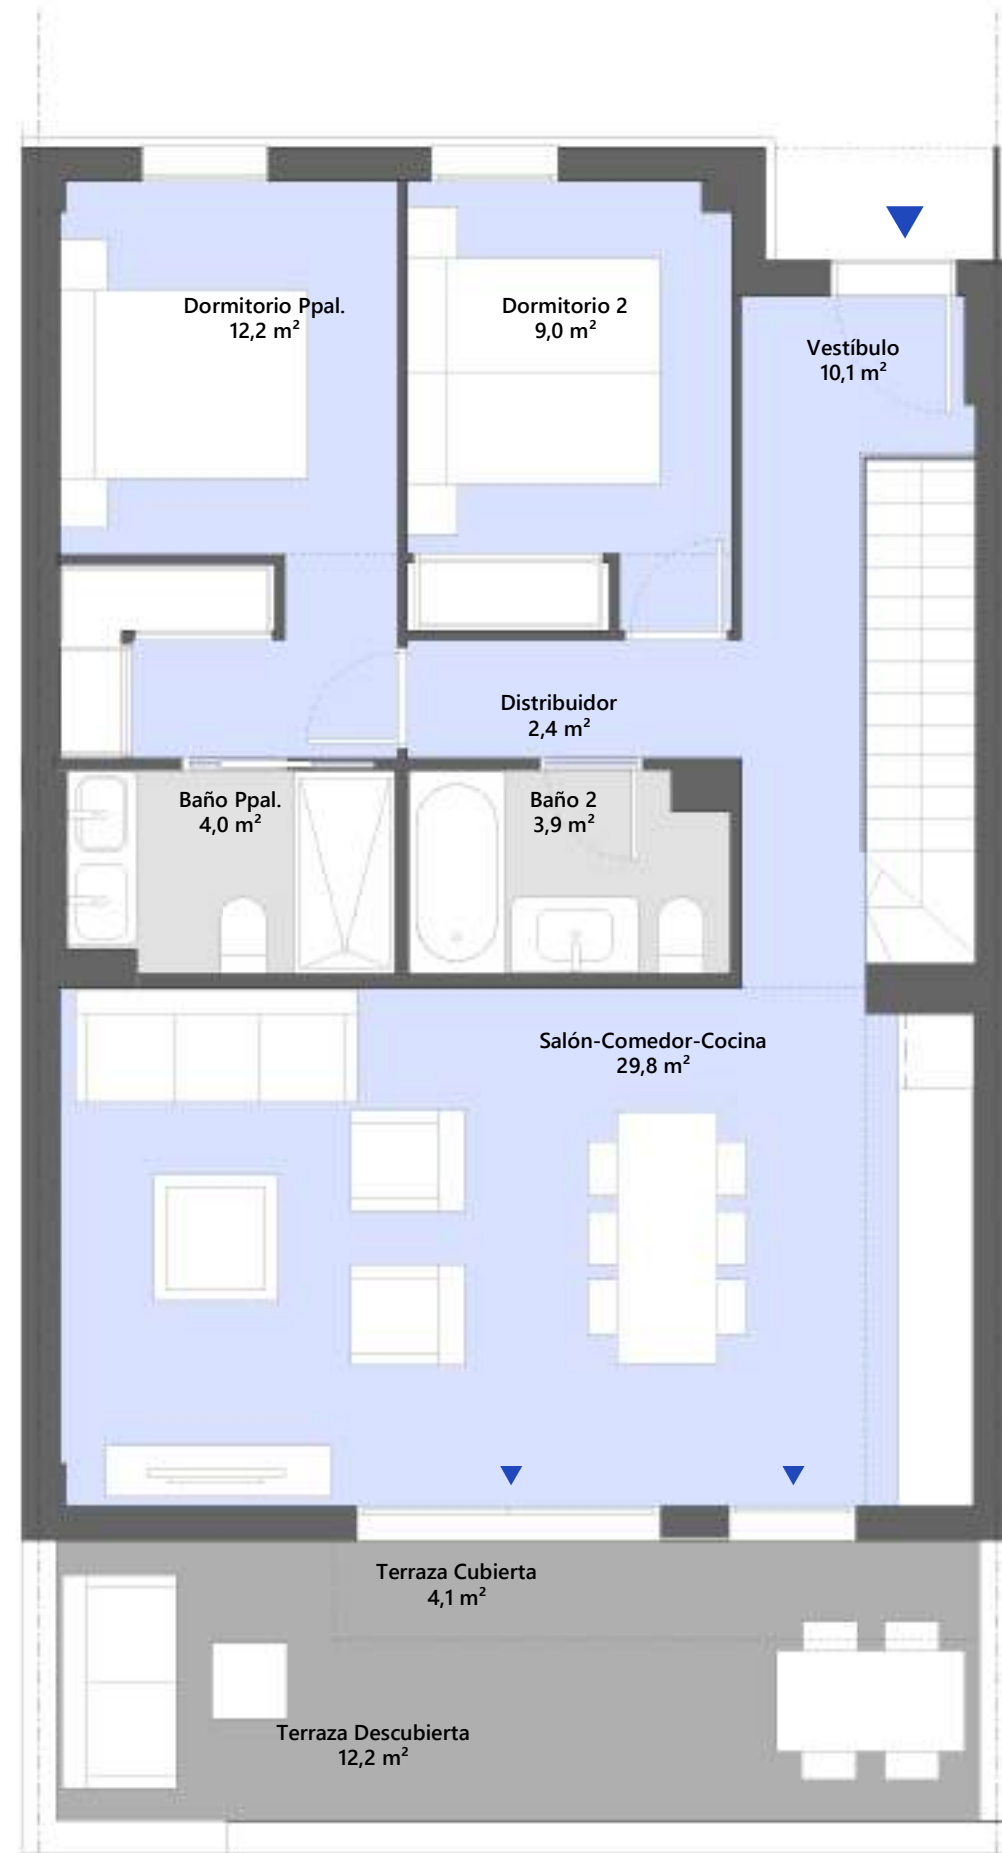 Dormitorio Ppal.
12,2 m²
Dormitorio 2
9,0 m²
Vestíbulo
10,1 m²
Distribuidor
2,4 m²
Baño Ppal.
4,0 m²
Baño 2
3,9 m²
Salón-Comedor-Cocina
29,8 m²
Terraza Cubierta
4,1 m²
Terraza Descubierta
12,2 m²